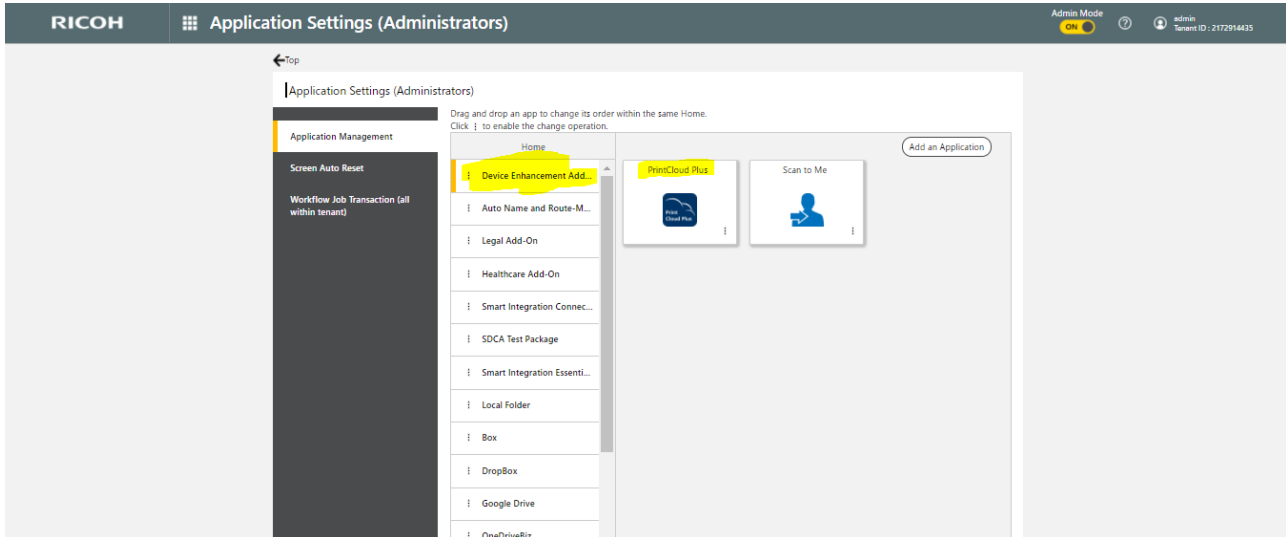 RICOH
Application Settings (Administrators)
Admin Mode
ON
admin
Tenant ID : 2172914435
Top
Application Settings (Administrators)
Drag and drop an app to change its order within the same Home.
Click ⋮ to enable the change operation.
Application Management
Screen Auto Reset
Workflow Job Transaction (all
within tenant)
Home
Add an Application
Device Enhancement Add...
Auto Name and Route-M...
Legal Add-On
Healthcare Add-On
Smart Integration Connec...
SDCA Test Package
Smart Integration Essenti...
Local Folder
Box
DropBox
Google Drive
OneDriveBiz
PrintCloud Plus
Print
Cloud Plus
Scan to Me